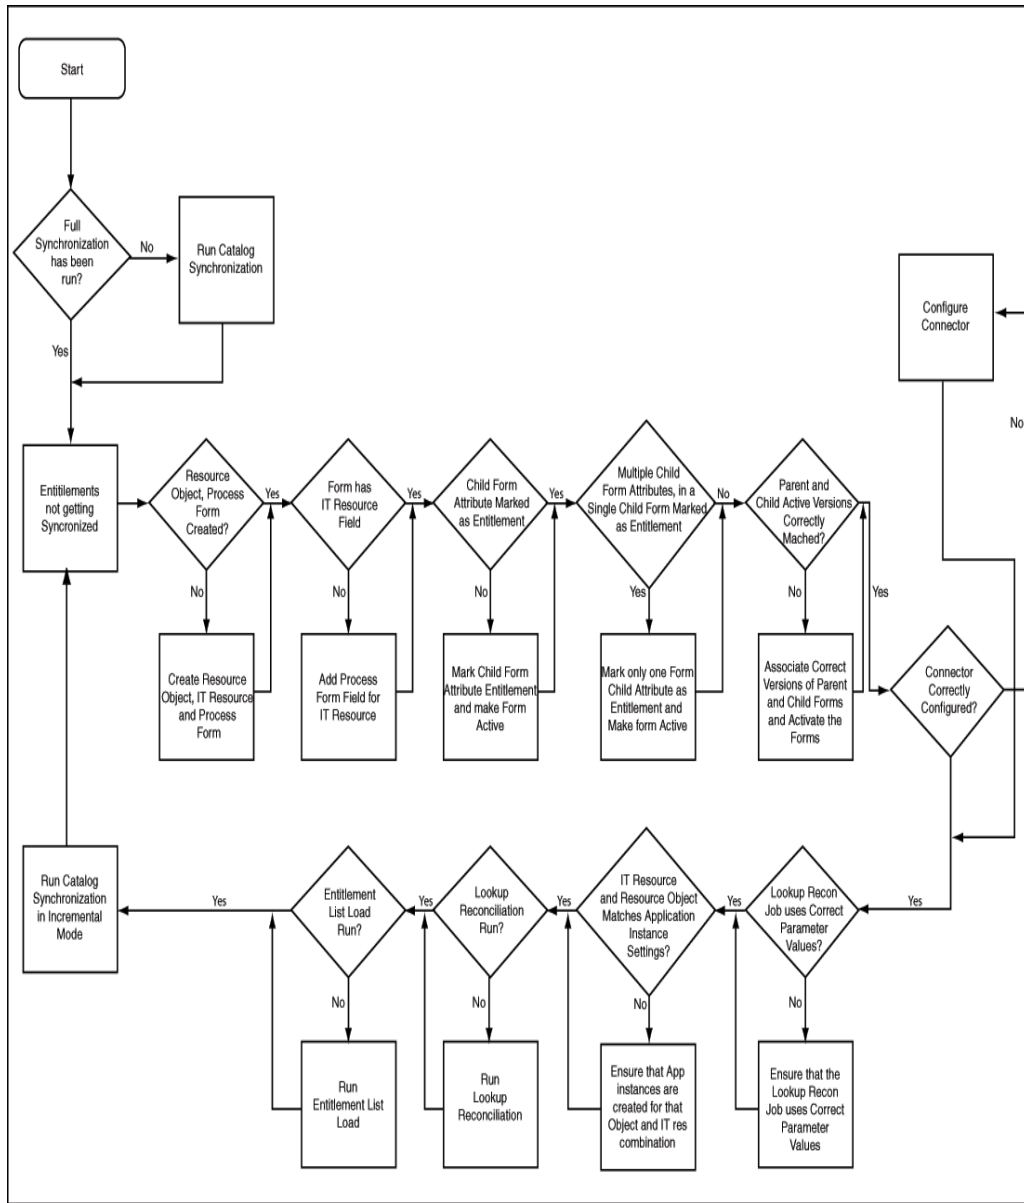 Start
Full
Synchronization
has been
run?
No
Run Catalog
Synchronization
Yes
Configure
Connector
No
Entitilements
not getting
Syncronized
Resource
Object, Process
Form
Created?
Yes
Form has
IT Resource
Field
Yes
Child Form
Attribute Marked
as Entitlement
Yes
Multiple Child
Form Attributes, in a
Single Child Form Marked
as Entitlement
No
Parent and
Child Active Versions
Correctly
Mached?
No
No
No
Yes
No
Yes
Create Resource
Object, IT Resource
and Process
Form
Add Process
Form Field for
IT Resource
Mark Child Form
Attribute Entitlement
and make Form
Active
Mark only one Form
Child Attribute as
Entitlement and
Make form Active
Associate Correct
Versions of Parent
and Child Forms
and Activate the
Forms
Connector
Correctly
Configured?
Run Catalog
Synchronization
in Incremental
Mode
Yes
Entitlement
List Load
Run?
Yes
Lookup
Reconciliation
Run?
Yes
IT Resource
and Resource Object
Matches Application
Instance
Settings?
Yes
Lookup Recon
Job uses Correct
Parameter
Values?
Yes
No
No
No
No
Run
Entitlement List
Load
Run
Lookup
Reconciliation
Ensure that App
instances are
created for that
Object and IT res
combination
Ensure that the
Lookup Recon
Job uses Correct
Parameter
Values